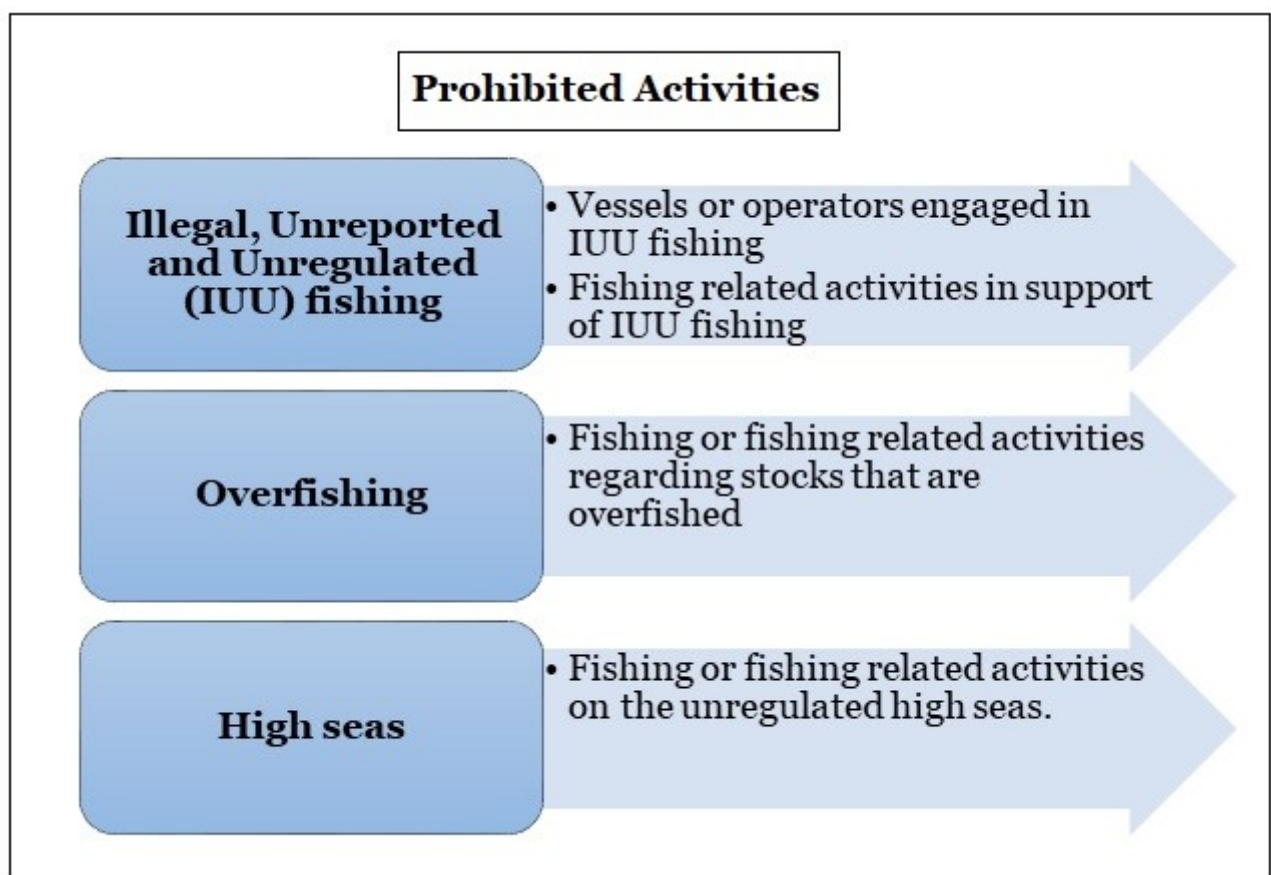 Prohibited Activities
Illegal, Unreported
and Unregulated
(IUU) fishing
• Vessels or operators engaged in
IUU fishing
• Fishing related activities in support
of IUU fishing
Overfishing
• Fishing or fishing related activities
regarding stocks that are
overfished
High seas
• Fishing or fishing related activities
on the unregulated high seas.